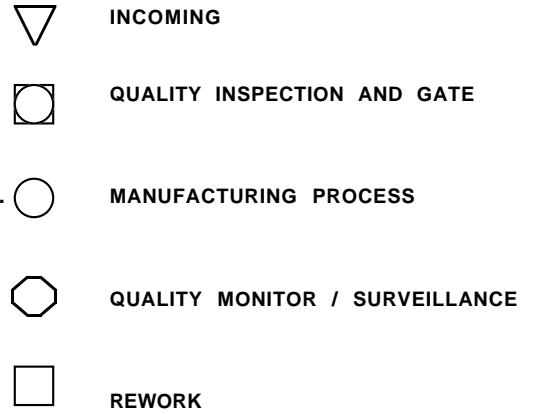 INCOMING
QUALITY INSPECTION AND GATE
MANUFACTURING PROCESS
QUALITY MONITOR / SURVEILLANCE
REWORK